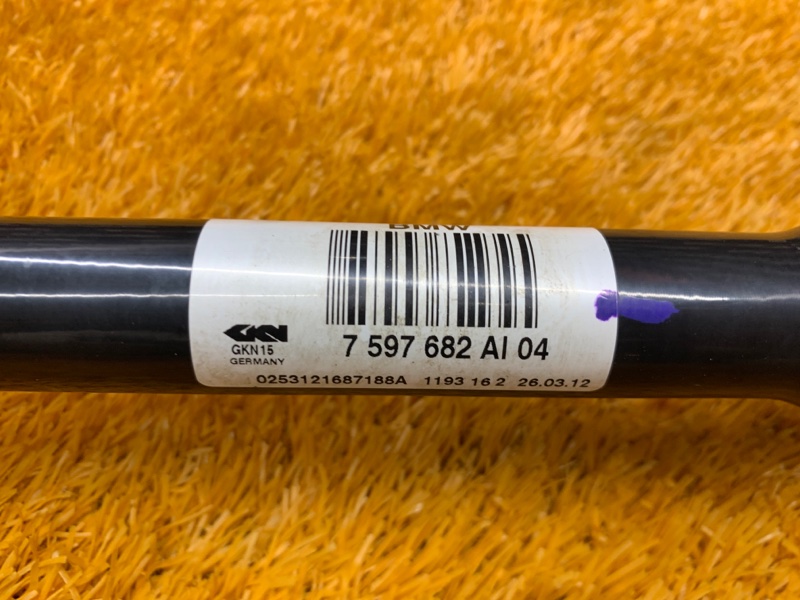 BMW
7 597 682 AI 04
GKN
GKN15
GERMANY
0253121687188A 1193 16 2 26.03.12